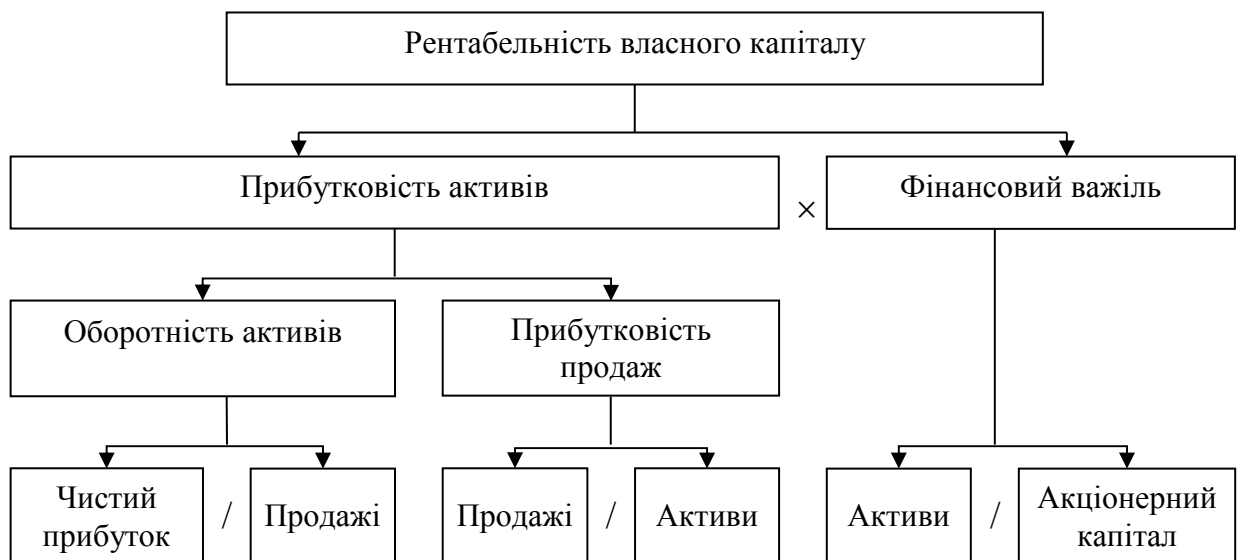 Рентабельність власного капіталу
Прибутковість активів
×
Фінансовий важіль
Оборотність активів
Прибутковість
продаж
Чистий
прибуток
/
Продажі
Продажі
/
Активи
Активи
/
Акціонерний
капітал